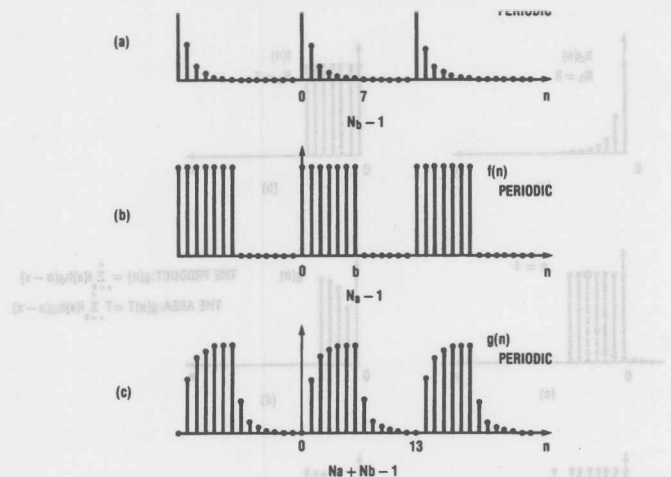 PERIODIC
(a)
0 7 n
Nb – 1
f(n)
(b) PERIODIC
0 b n
Na – 1
g(n)
PERIODIC
(c)
0 13 n
Na + Nb – 1